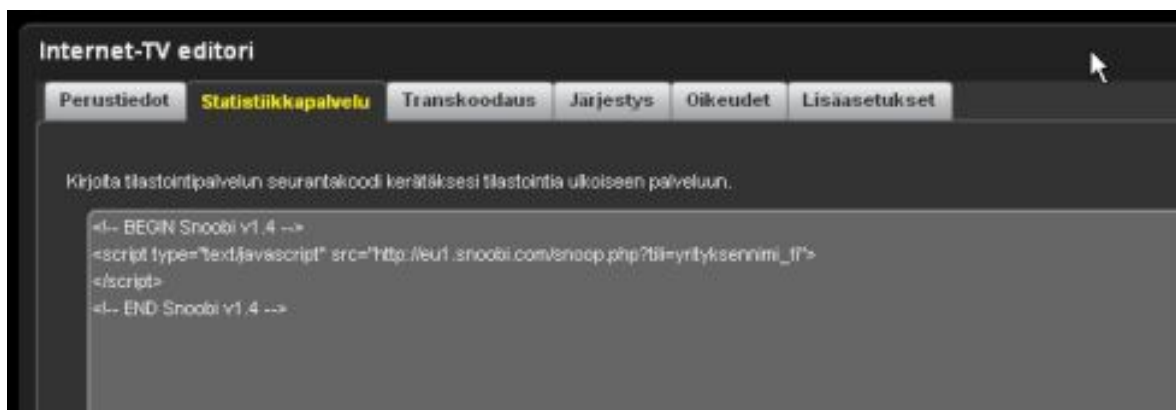 Internet-TV editori
Perustiedot Statistiikkapalvelu Transkoodaus Järjestys Oikeudet Lisäasetukset
Kirjoita tilastointipalvelun seurantakoodi kerätäksesi tilastointia ulkoiseen palveluun.
<!-- BEGIN Snoobi v1.4 -->
<script type="text/javascript" src="http://eu1.snoobi.com/snoop.php?tili=yrityksennimi_fi">
</script>
<!-- END Snoobi v1.4 -->